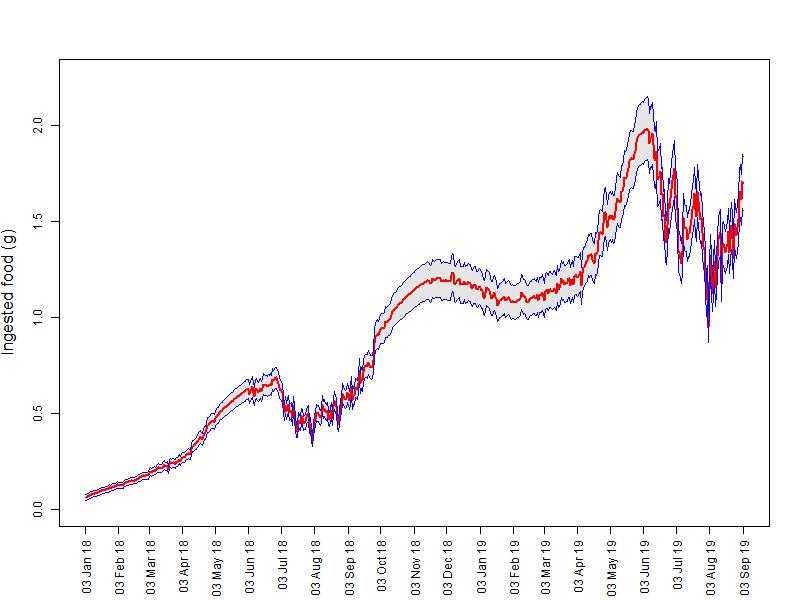 Ingested food (g)
2.0
1.5
1.0
0.5
0.0
03 Jan 18
03 Feb 18
03 Mar 18
03 Apr 18
03 May 18
03 Jun 18
03 Jul 18
03 Aug 18
03 Sep 18
03 Oct 18
03 Nov 18
03 Dec 18
03 Jan 19
03 Feb 19
03 Mar 19
03 Apr 19
03 May 19
03 Jun 19
03 Jul 19
03 Aug 19
03 Sep 19